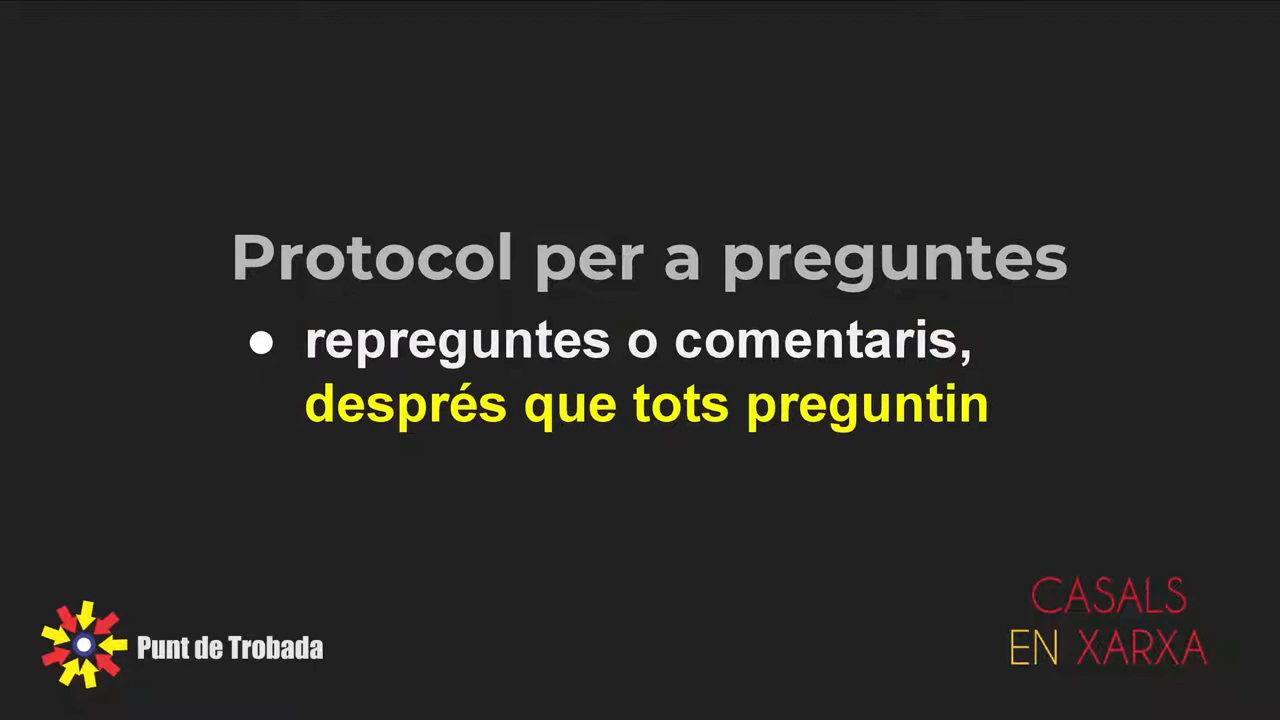 Protocol per a preguntes
● repreguntes o comentaris,
després que tots preguntin
Punt de Trobada
CASALS
EN XARXA